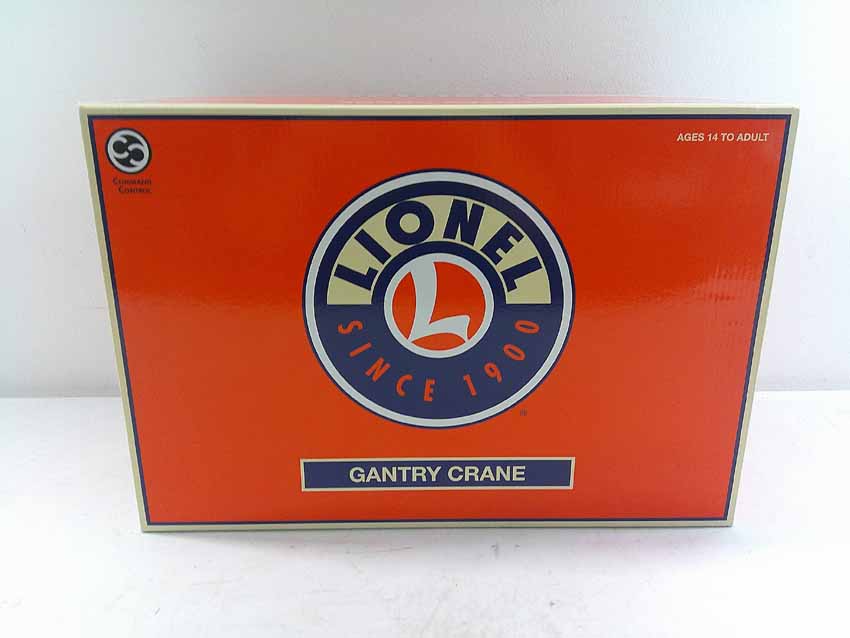 COMMAND
CONTROL
AGES 14 TO ADULT
LIONEL
L
SINCE 1900
GANTRY CRANE